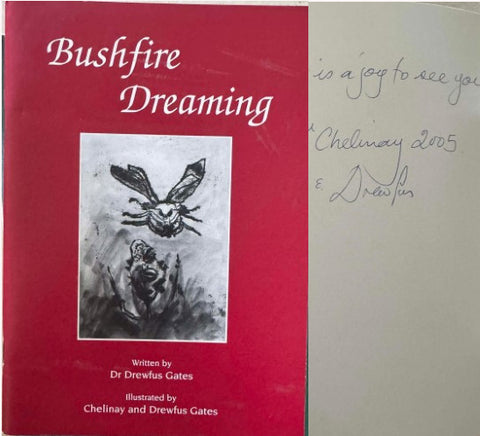 Bushfire
Dreaming
Written by
Dr Drewfus Gates
Illustrated by
Chelinay and Drewfus Gates
is a joy to see you
Chelinay 2005
& Drewfus